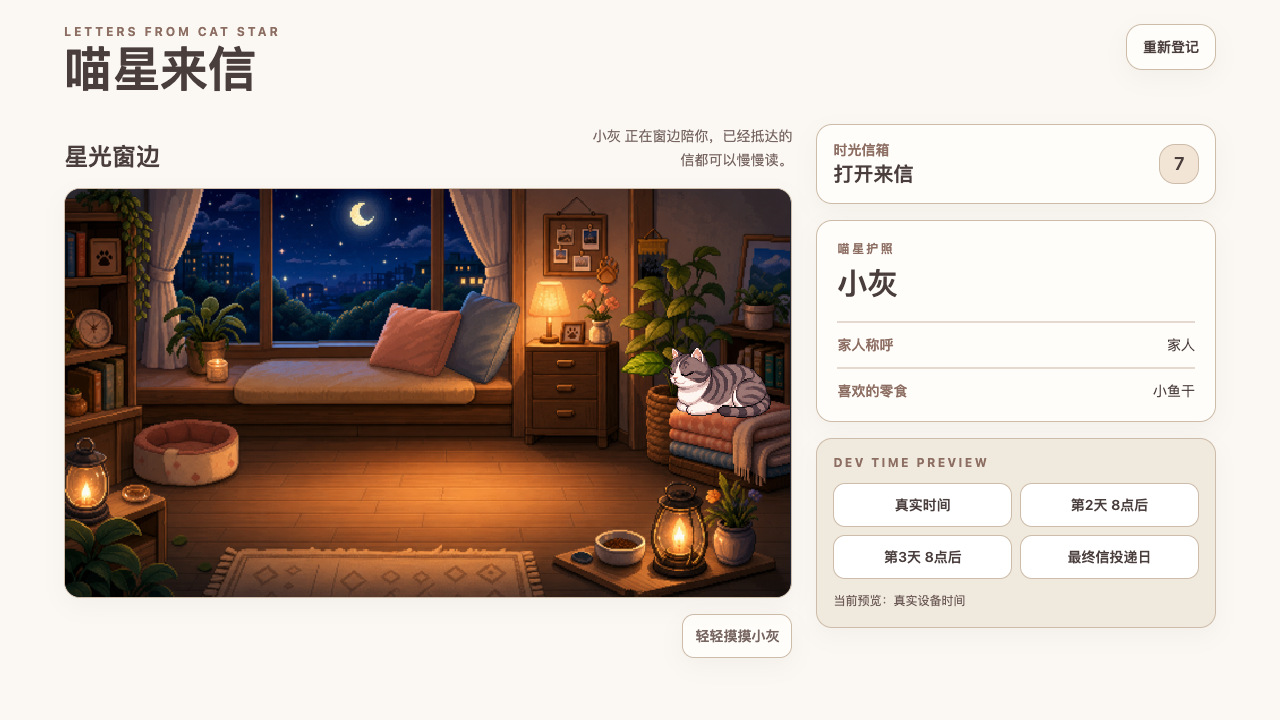 LETTERS FROM CAT STAR
喵星来信
重新登记
星光窗边
小灰 正在窗边陪你，已经抵达的
信都可以慢慢读。
轻轻摸摸小灰
时光信箱
打开来信
7
喵星护照
小灰
家人称呼
家人
喜欢的零食
小鱼干
DEV TIME PREVIEW
真实时间
第2天 8点后
第3天 8点后
最终信投递日
当前预览：真实设备时间